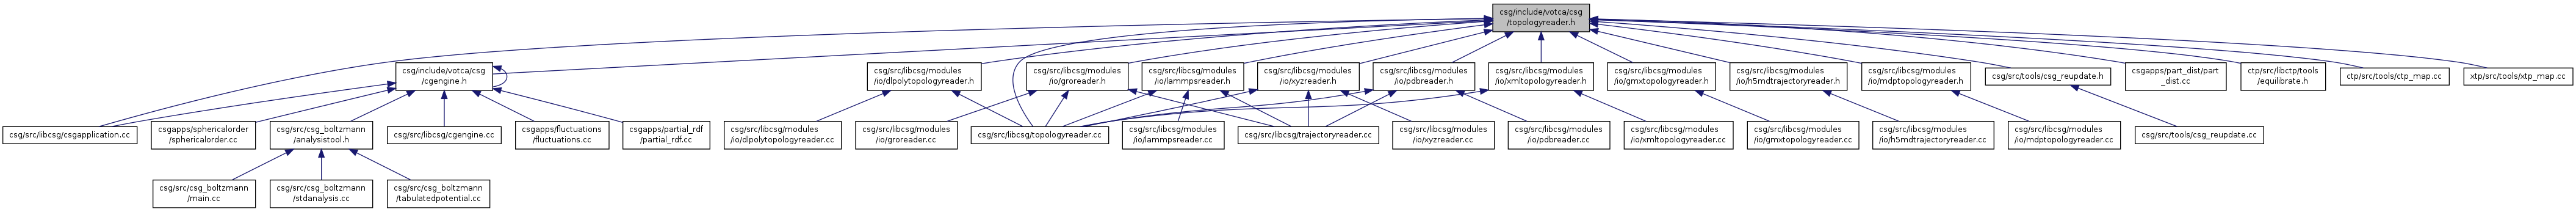 csg/include/votca/csg
/topologyreader.h
csg/include/votca/csg
/cgengine.h
csg/src/libcsg/modules
/io/dlpolytopologyreader.h
csg/src/libcsg/modules
/io/groreader.h
csg/src/libcsg/modules
/io/lammpsreader.h
csg/src/libcsg/modules
/io/xyzreader.h
csg/src/libcsg/modules
/io/pdbreader.h
csg/src/libcsg/modules
/io/xmltopologyreader.h
csg/src/libcsg/modules
/io/gmxtopologyreader.h
csg/src/libcsg/modules
/io/h5mdtrajectoryreader.h
csg/src/libcsg/modules
/io/mdptopologyreader.h
csg/src/tools/csg_reupdate.h
csgapps/part_dist/part
_dist.cc
ctp/src/libctp/tools
/equilibrate.h
ctp/src/tools/ctp_map.cc
xtp/src/tools/xtp_map.cc
csg/src/libcsg/csgapplication.cc
csgapps/sphericalorder
/sphericalorder.cc
csg/src/csg_boltzmann
/analysistool.h
csg/src/libcsg/cgengine.cc
csgapps/fluctuations
/fluctuations.cc
csgapps/partial_rdf
/partial_rdf.cc
csg/src/libcsg/modules
/io/dlpolytopologyreader.cc
csg/src/libcsg/modules
/io/groreader.cc
csg/src/libcsg/topologyreader.cc
csg/src/libcsg/modules
/io/lammpsreader.cc
csg/src/libcsg/trajectoryreader.cc
csg/src/libcsg/modules
/io/xyzreader.cc
csg/src/libcsg/modules
/io/pdbreader.cc
csg/src/libcsg/modules
/io/xmltopologyreader.cc
csg/src/libcsg/modules
/io/gmxtopologyreader.cc
csg/src/libcsg/modules
/io/h5mdtrajectoryreader.cc
csg/src/libcsg/modules
/io/mdptopologyreader.cc
csg/src/tools/csg_reupdate.cc
csg/src/csg_boltzmann
/main.cc
csg/src/csg_boltzmann
/stdanalysis.cc
csg/src/csg_boltzmann
/tabulatedpotential.cc